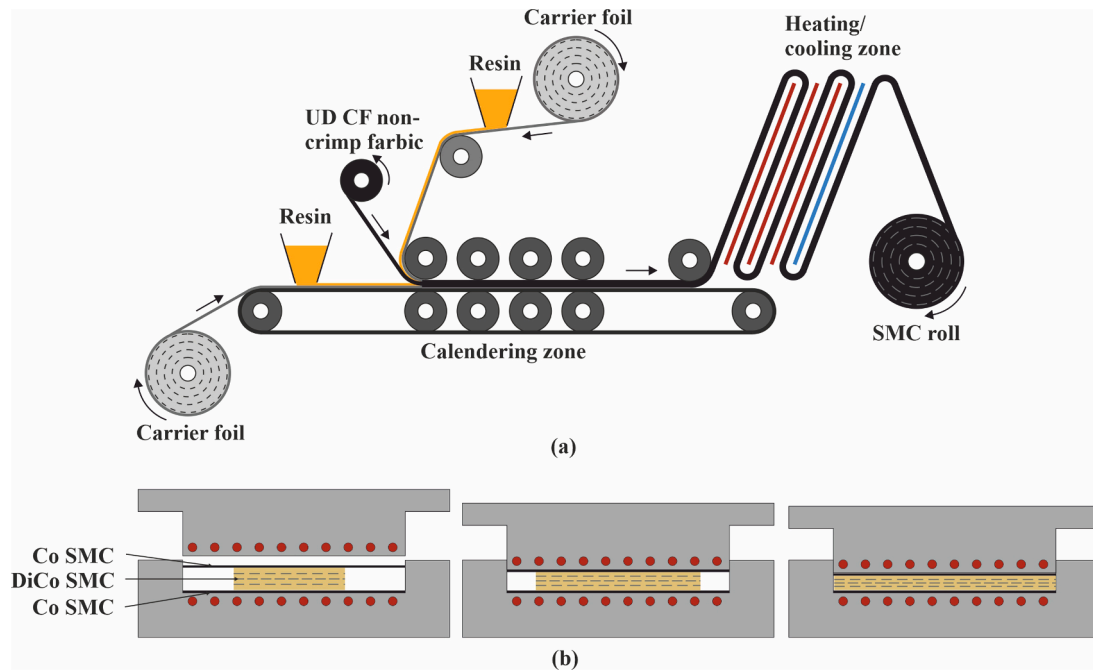 Carrier foil
Heating/
cooling zone
Resin
UD CF non-
crimp farbic
Resin
SMC roll
Calendering zone
Carrier foil
(a)
Co SMC
DiCo SMC
Co SMC
(b)